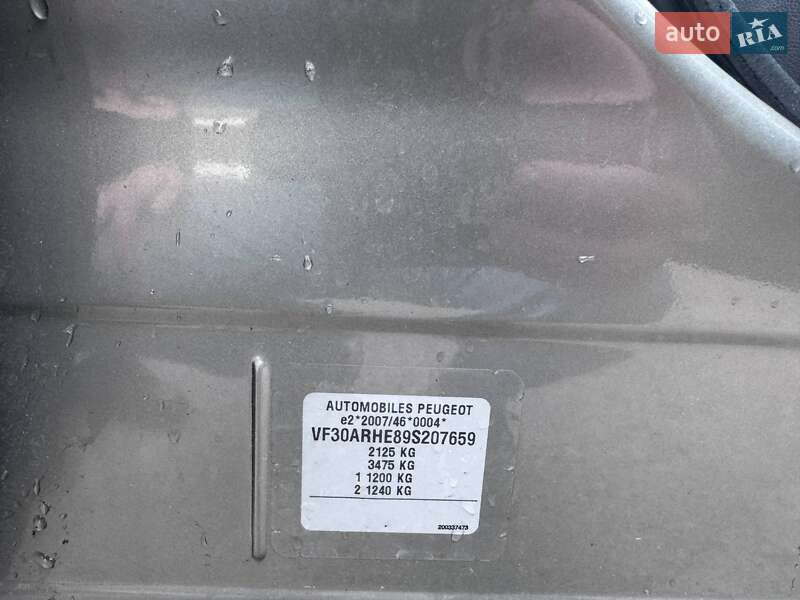 auto RIA.com
AUTOMOBILES PEUGEOT
e2*2007/46*0004*
VF30ARHE89S207659
2125 KG
3475 KG
1 1200 KG
2 1240 KG
200337473